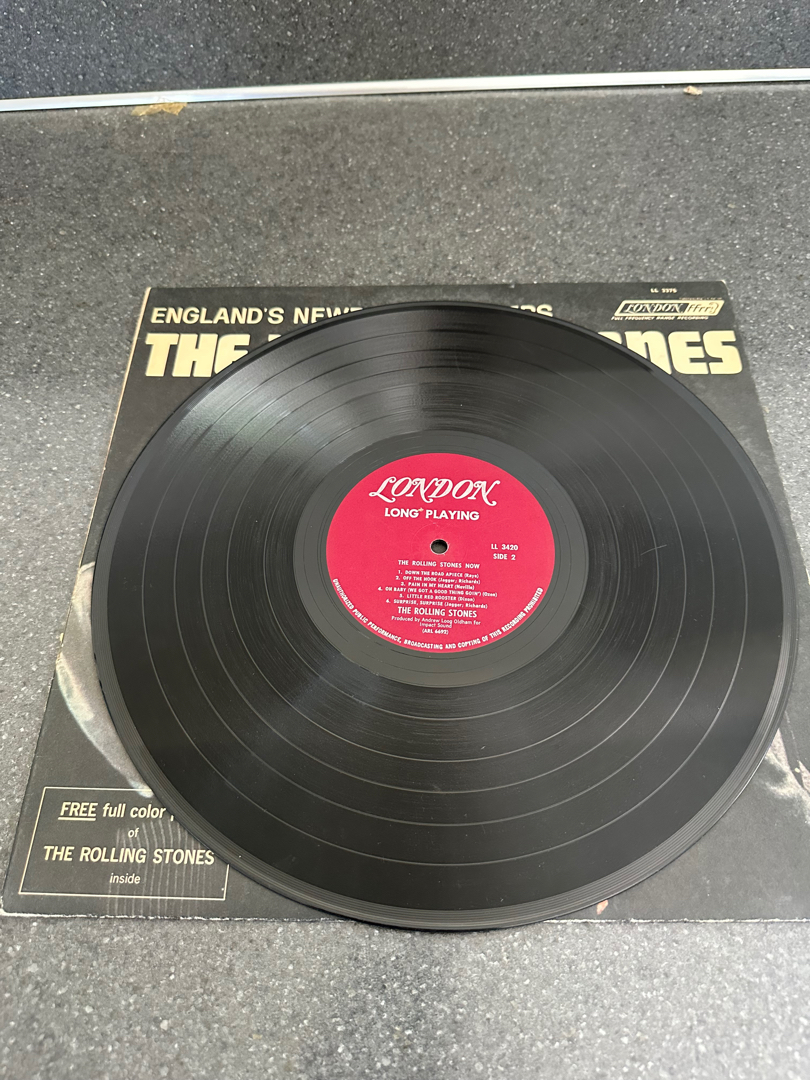 LL 3375
ENGLAND'S NEWE
LONDON ffrr
FULL FREQUENCY RANGE RECORDING
THE
ONES
LONDON
LONG PLAYING
LL 3420
SIDE 2
THE ROLLING STONES NOW
1. DOWN THE ROAD APIECE (Raye)
2. OFF THE HOOK (Jagger; Richards)
3. PAIN IN MY HEART (Neville)
4. OH BABY (WE GOT A GOOD THING GOIN') (Ozen)
5. LITTLE RED ROOSTER (Dixon)
6. SURPRISE, SURPRISE (Jagger; Richards)
THE ROLLING STONES
Produced by Andrew Loog Oldham for
Impact Sound
(ARL 6692)
UNAUTHORIZED PUBLIC PERFORMANCE, BROADCASTING AND COPYING OF THIS RECORDING PROHIBITED
FREE full color
of
THE ROLLING STONES
inside